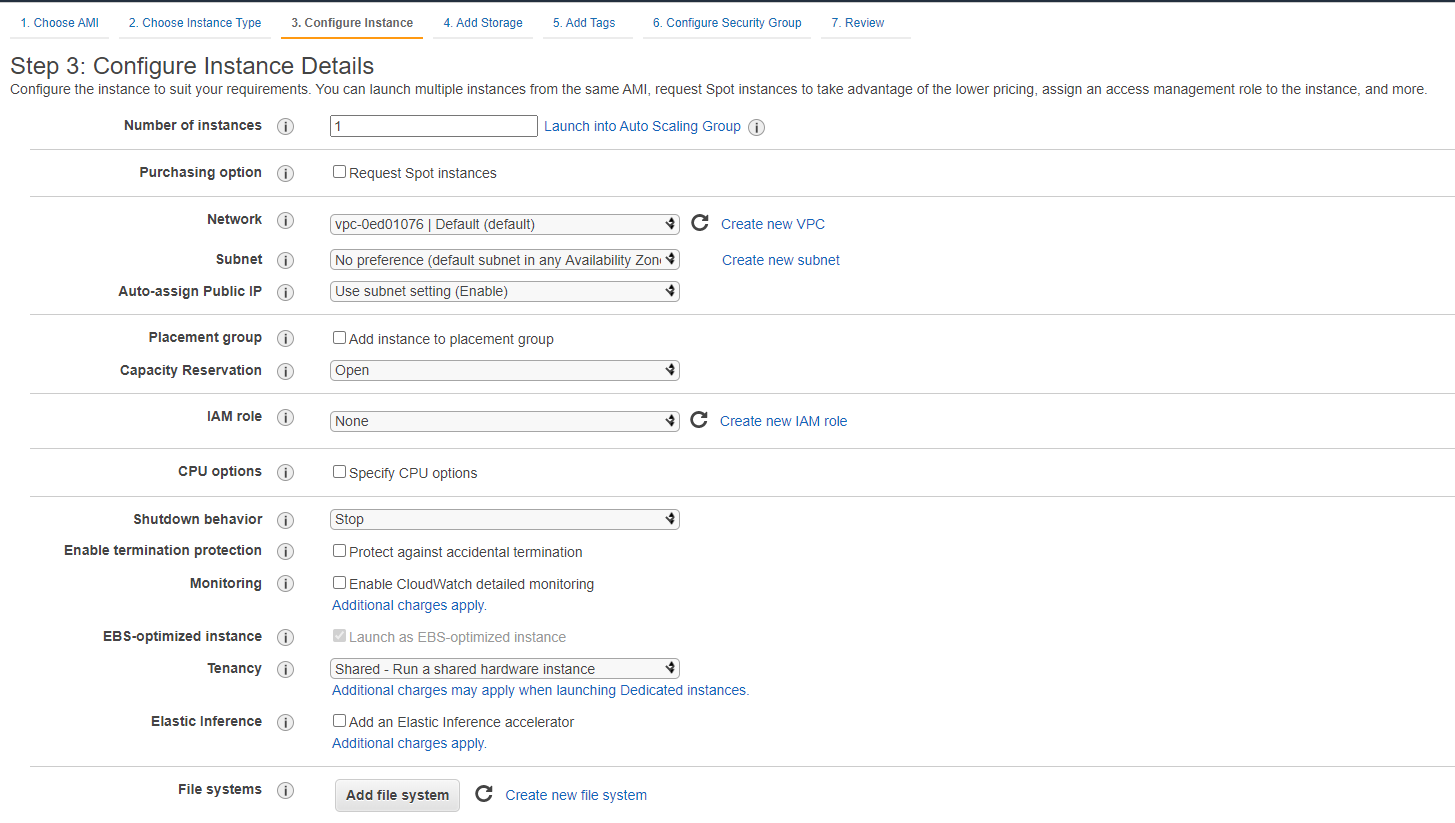 1. Choose AMI 2. Choose Instance Type 3. Configure Instance 4. Add Storage 5. Add Tags 6. Configure Security Group 7. Review
Step 3: Configure Instance Details
Configure the instance to suit your requirements. You can launch multiple instances from the same AMI, request Spot instances to take advantage of the lower pricing, assign an access management role to the instance, and more.
Number of instances i 1 Launch into Auto Scaling Group i
Purchasing option i Request Spot instances
Network i vpc-0ed01076 | Default (default) Create new VPC
Subnet i No preference (default subnet in any Availability Zon Create new subnet
Auto-assign Public IP i Use subnet setting (Enable)
Placement group i Add instance to placement group
Capacity Reservation i Open
IAM role i None Create new IAM role
CPU options i Specify CPU options
Shutdown behavior i Stop
Enable termination protection i Protect against accidental termination
Monitoring i Enable CloudWatch detailed monitoring
Additional charges apply.
EBS-optimized instance i Launch as EBS-optimized instance
Tenancy i Shared - Run a shared hardware instance
Additional charges may apply when launching Dedicated instances.
Elastic Inference i Add an Elastic Inference accelerator
Additional charges apply.
File systems i Add file system Create new file system